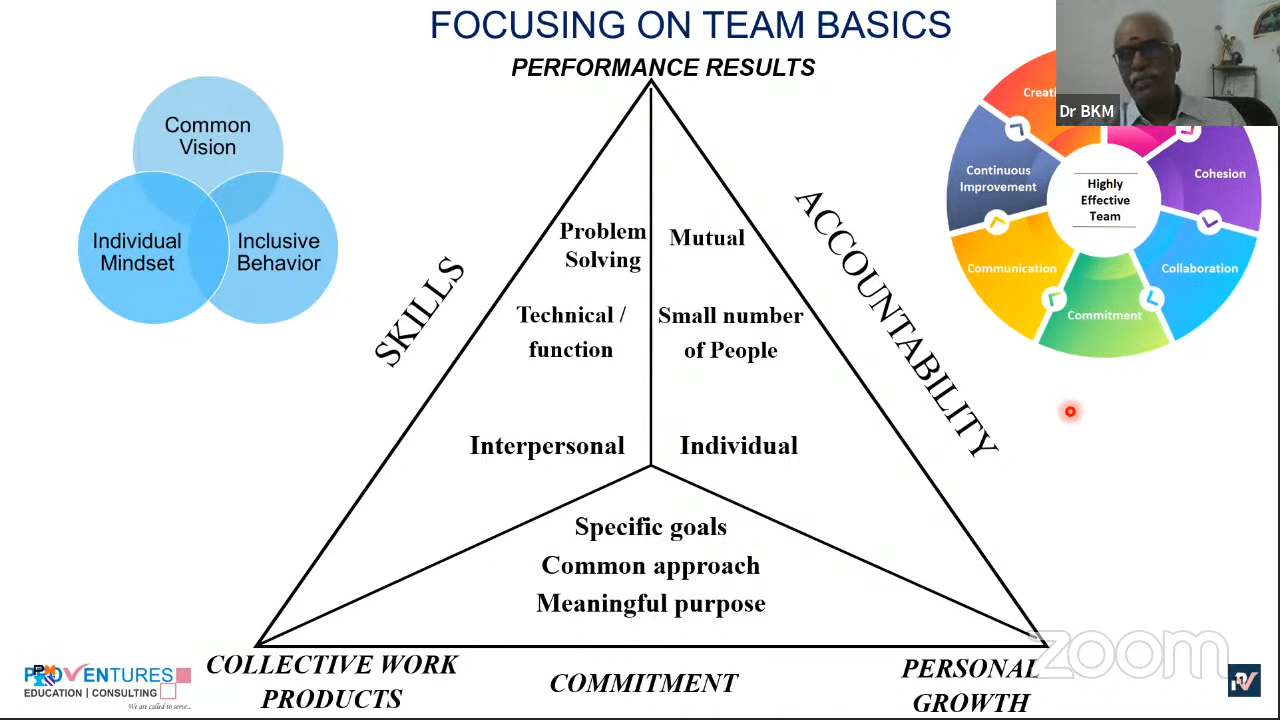 FOCUSING ON TEAM BASICS
PERFORMANCE RESULTS
Common
Vision
Individual
Mindset
Inclusive
Behavior
SKILLS
Problem
Solving
Technical /
function
Interpersonal
Mutual
Small number
of People
Individual
ACCOUNTABILITY
Specific goals
Common approach
Meaningful purpose
COLLECTIVE WORK
PRODUCTS
COMMITMENT
PERSONAL
GROWTH
Dr BKM
Highly
Effective
Team
Cohesion
Collaboration
Commitment
Communication
Continuous
Improvement
zoom
PROVENTURES
EDUCATION | CONSULTING
We are called to serve...